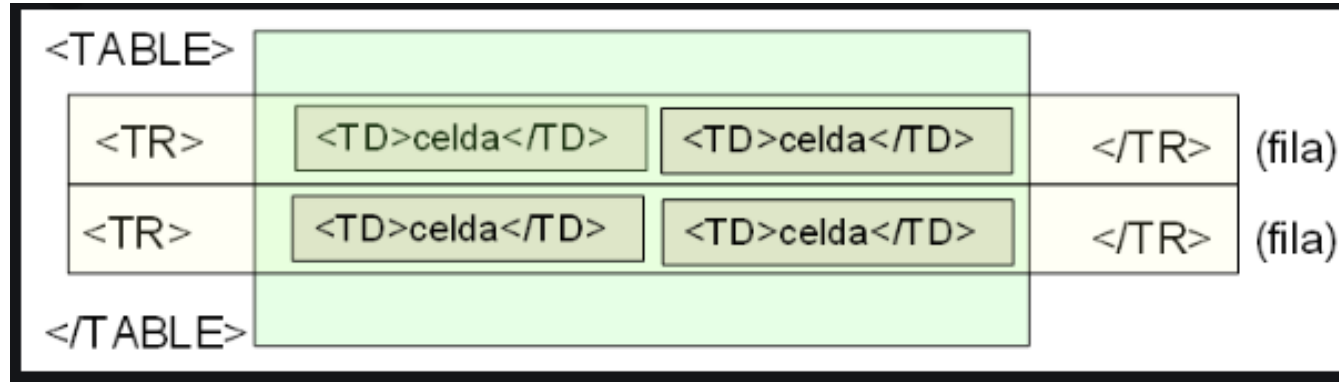 <TABLE>
<TR> <TD>celda</TD> <TD>celda</TD> </TR> (fila)
<TR> <TD>celda</TD> <TD>celda</TD> </TR> (fila)
</TABLE>